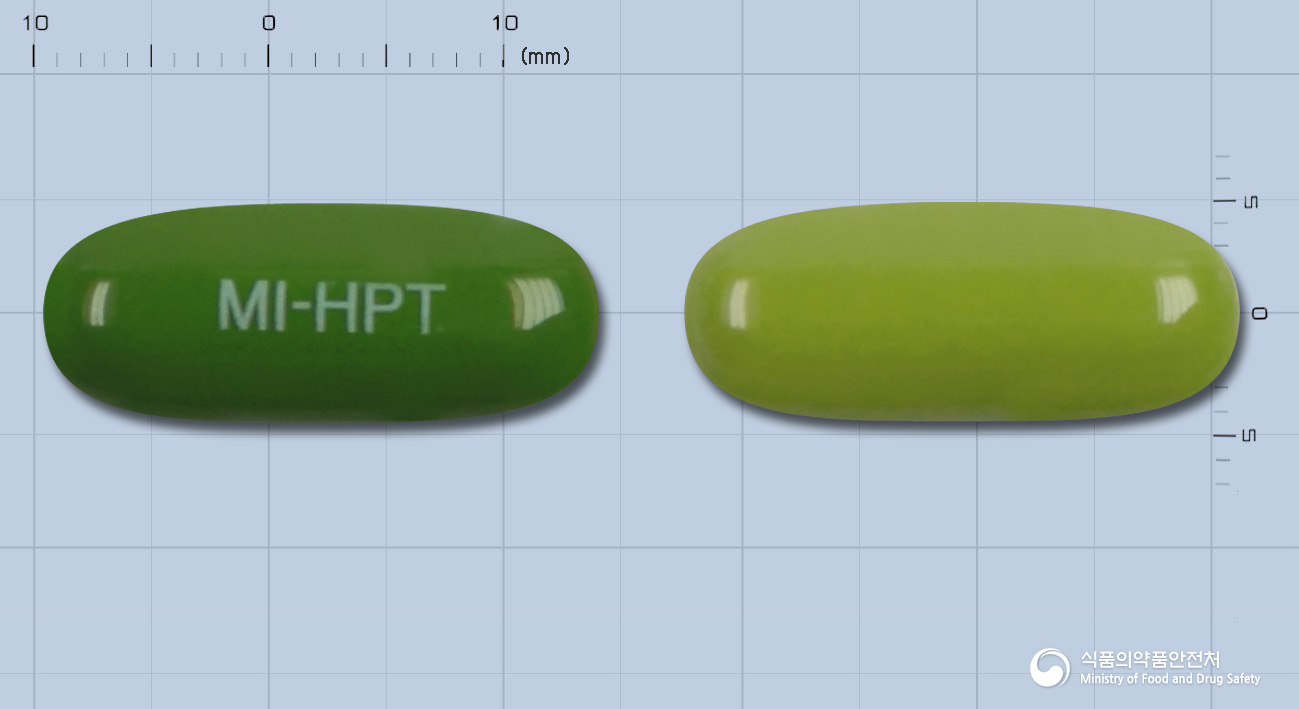 10 0 10
(mm)
MI-HPT
5
0
5
식품의약품안전처
Ministry of Food and Drug Safety